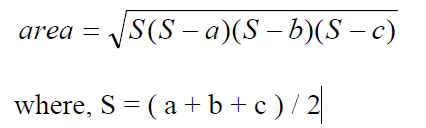 area = √S(S − a)(S − b)(S − c)
where, S = ( a + b + c ) / 2